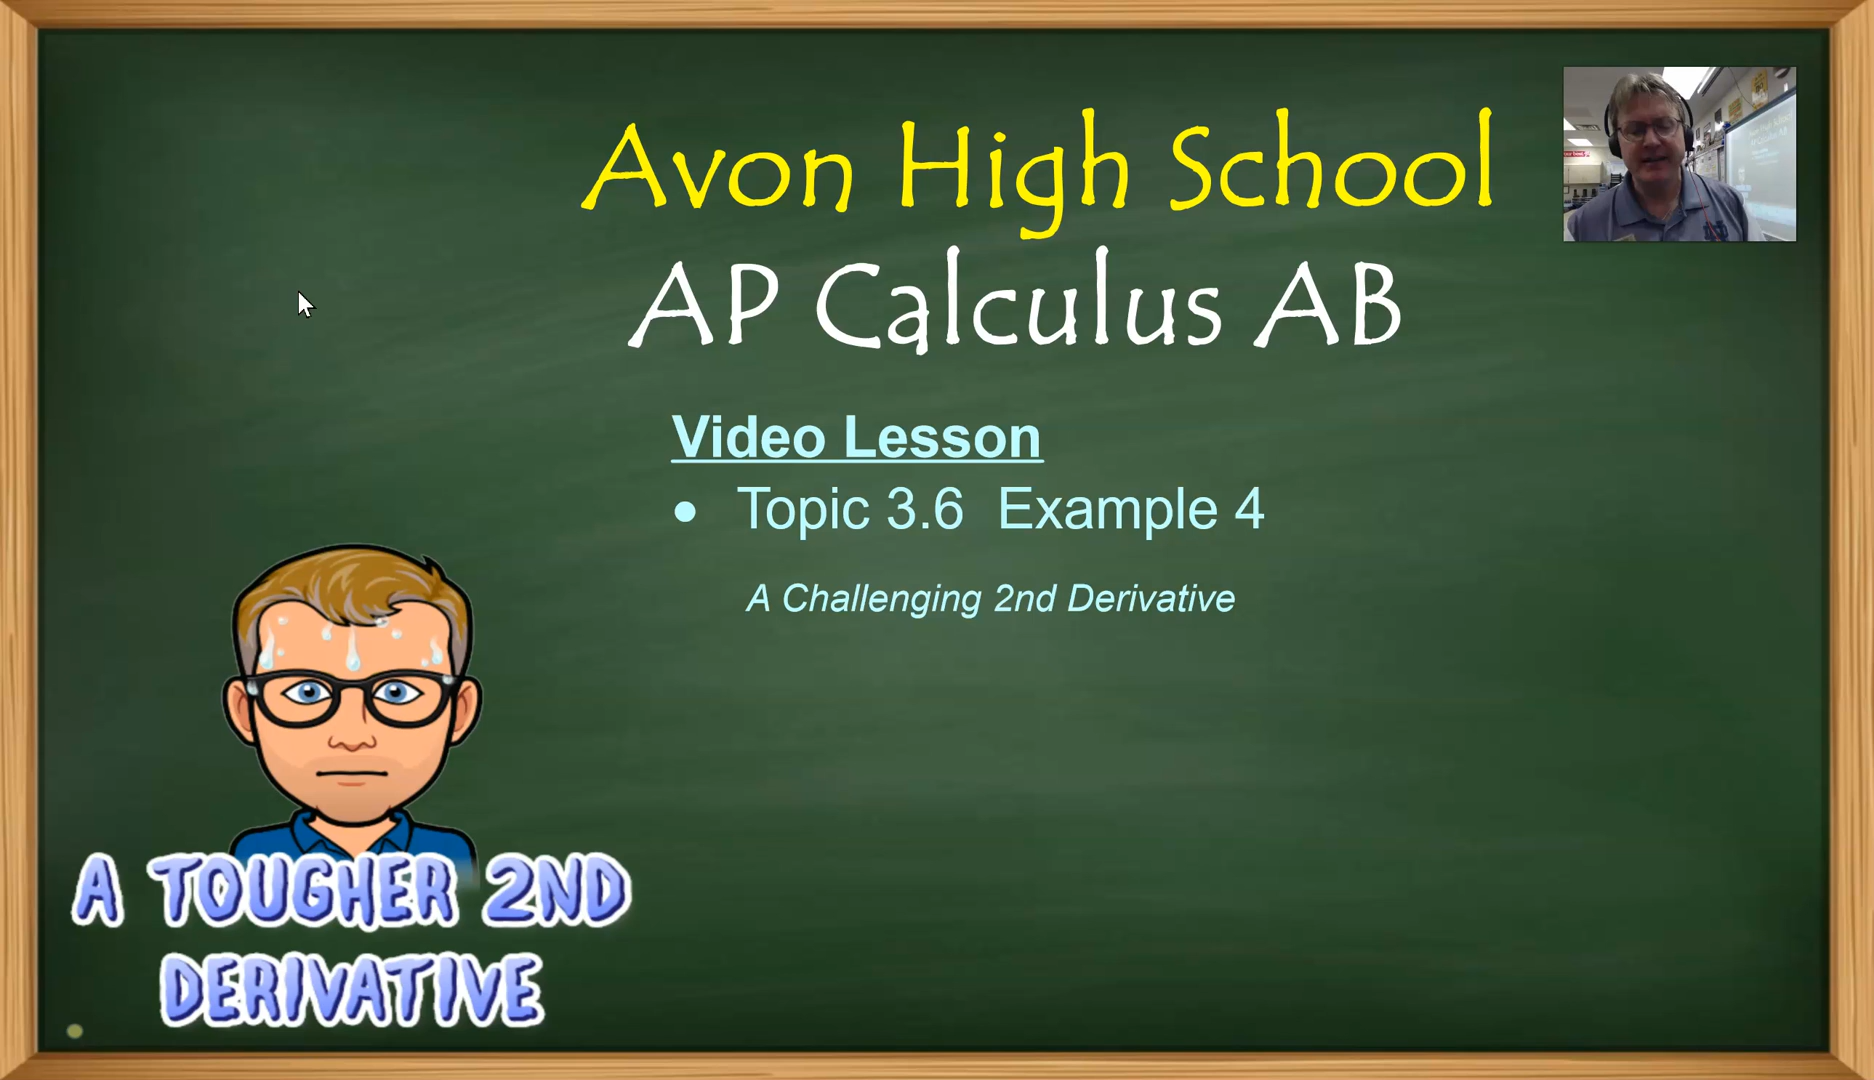 Avon High School
AP Calculus AB
Video Lesson
• Topic 3.6 Example 4
A Challenging 2nd Derivative
A TOUGHER 2ND
DERIVATIVE